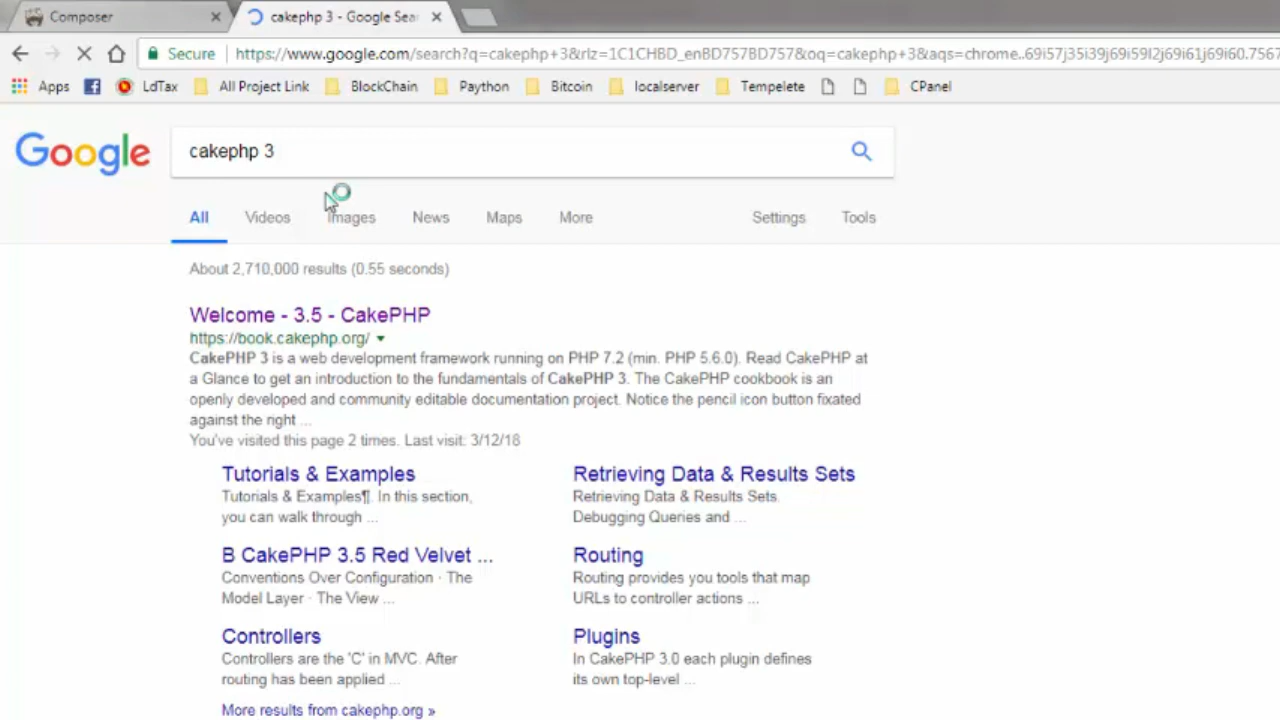 Composer
cakephp 3 - Google Sea
Secure
https://www.google.com/search?q=cakephp+3&rlz=1C1CHBD_enBD757BD757&oq=cakephp+3&aqs=chrome..69i57j35i39j69i59l2j69i61j69i60.7567
Apps LdTax All Project Link BlockChain Paython Bitcoin localserver Tempelete CPanel
Google
cakephp 3
All Videos Images News Maps More Settings Tools
About 2,710,000 results (0.55 seconds)
Welcome - 3.5 - CakePHP
https://book.cakephp.org/
CakePHP 3 is a web development framework running on PHP 7.2 (min. PHP 5.6.0). Read CakePHP at
a Glance to get an introduction to the fundamentals of CakePHP 3. The CakePHP cookbook is an
openly developed and community editable documentation project. Notice the pencil icon button fixated
against the right ...
You've visited this page 2 times. Last visit: 3/12/18
Tutorials & Examples
Tutorials & Examples¶. In this section,
you can walk through ...
Retrieving Data & Results Sets
Retrieving Data & Results Sets.
Debugging Queries and ...
B CakePHP 3.5 Red Velvet ...
Conventions Over Configuration · The
Model Layer · The View ...
Routing
Routing provides you tools that map
URLs to controller actions ...
Controllers
Controllers are the 'C' in MVC. After
routing has been applied ...
Plugins
In CakePHP 3.0 each plugin defines
its own top-level ...
More results from cakephp.org »